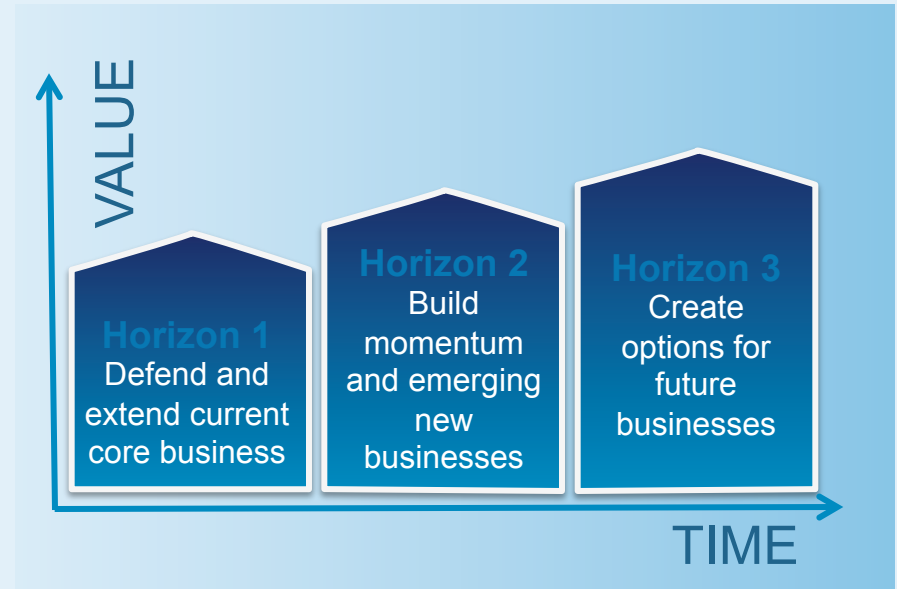 VALUE
Horizon 1
Defend and
extend current
core business
Horizon 2
Build
momentum
and emerging
new
businesses
Horizon 3
Create
options for
future
businesses
TIME